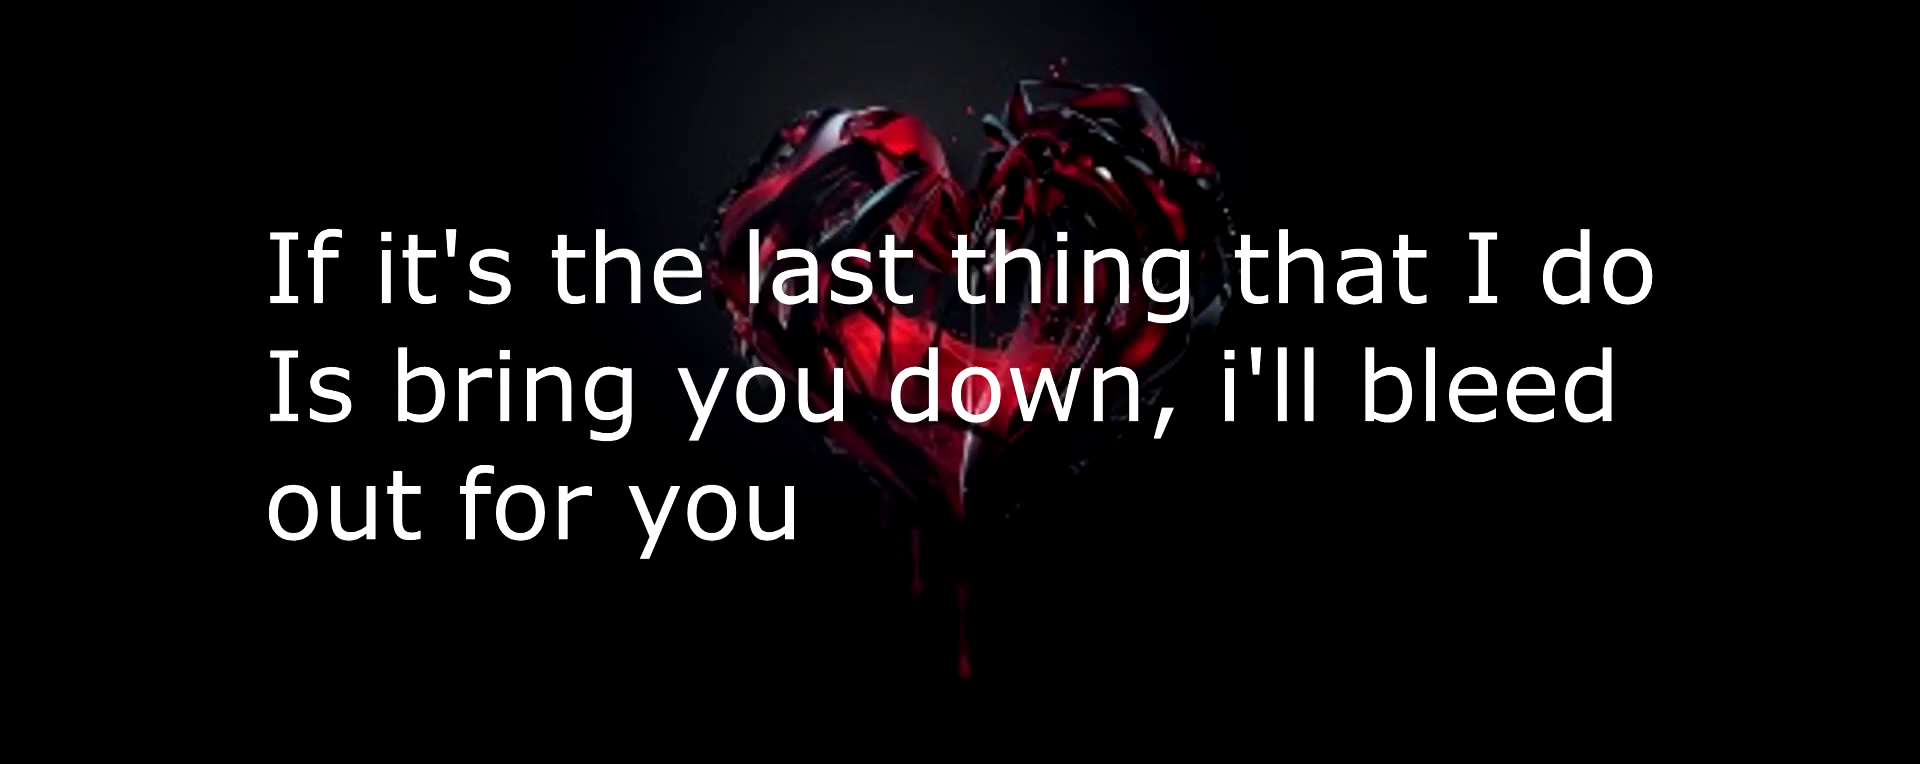 If it's the last thing that I do
Is bring you down, i'll bleed
out for you